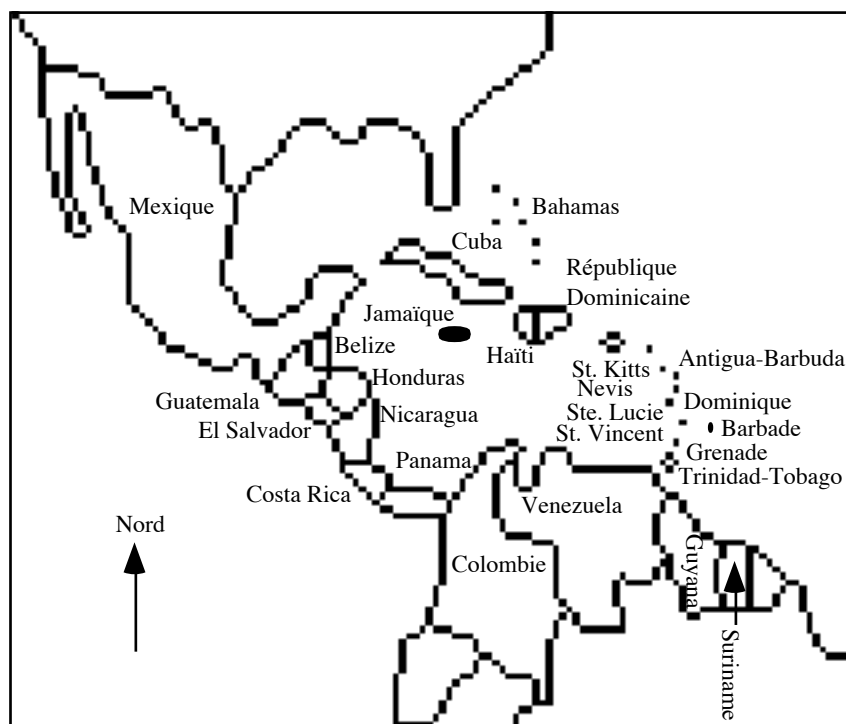 Mexique
Bahamas
Cuba
République
Dominicaine
Jamaïque
Belize
Haïti
Antigua-Barbuda
St. Kitts
Nevis
Honduras
Guatemala
Nicaragua
Dominique
Ste. Lucie
El Salvador
St. Vincent
Barbade
Grenade
Panama
Trinidad-Tobago
Costa Rica
Venezuela
Nord
Colombie
Guyana
Suriname